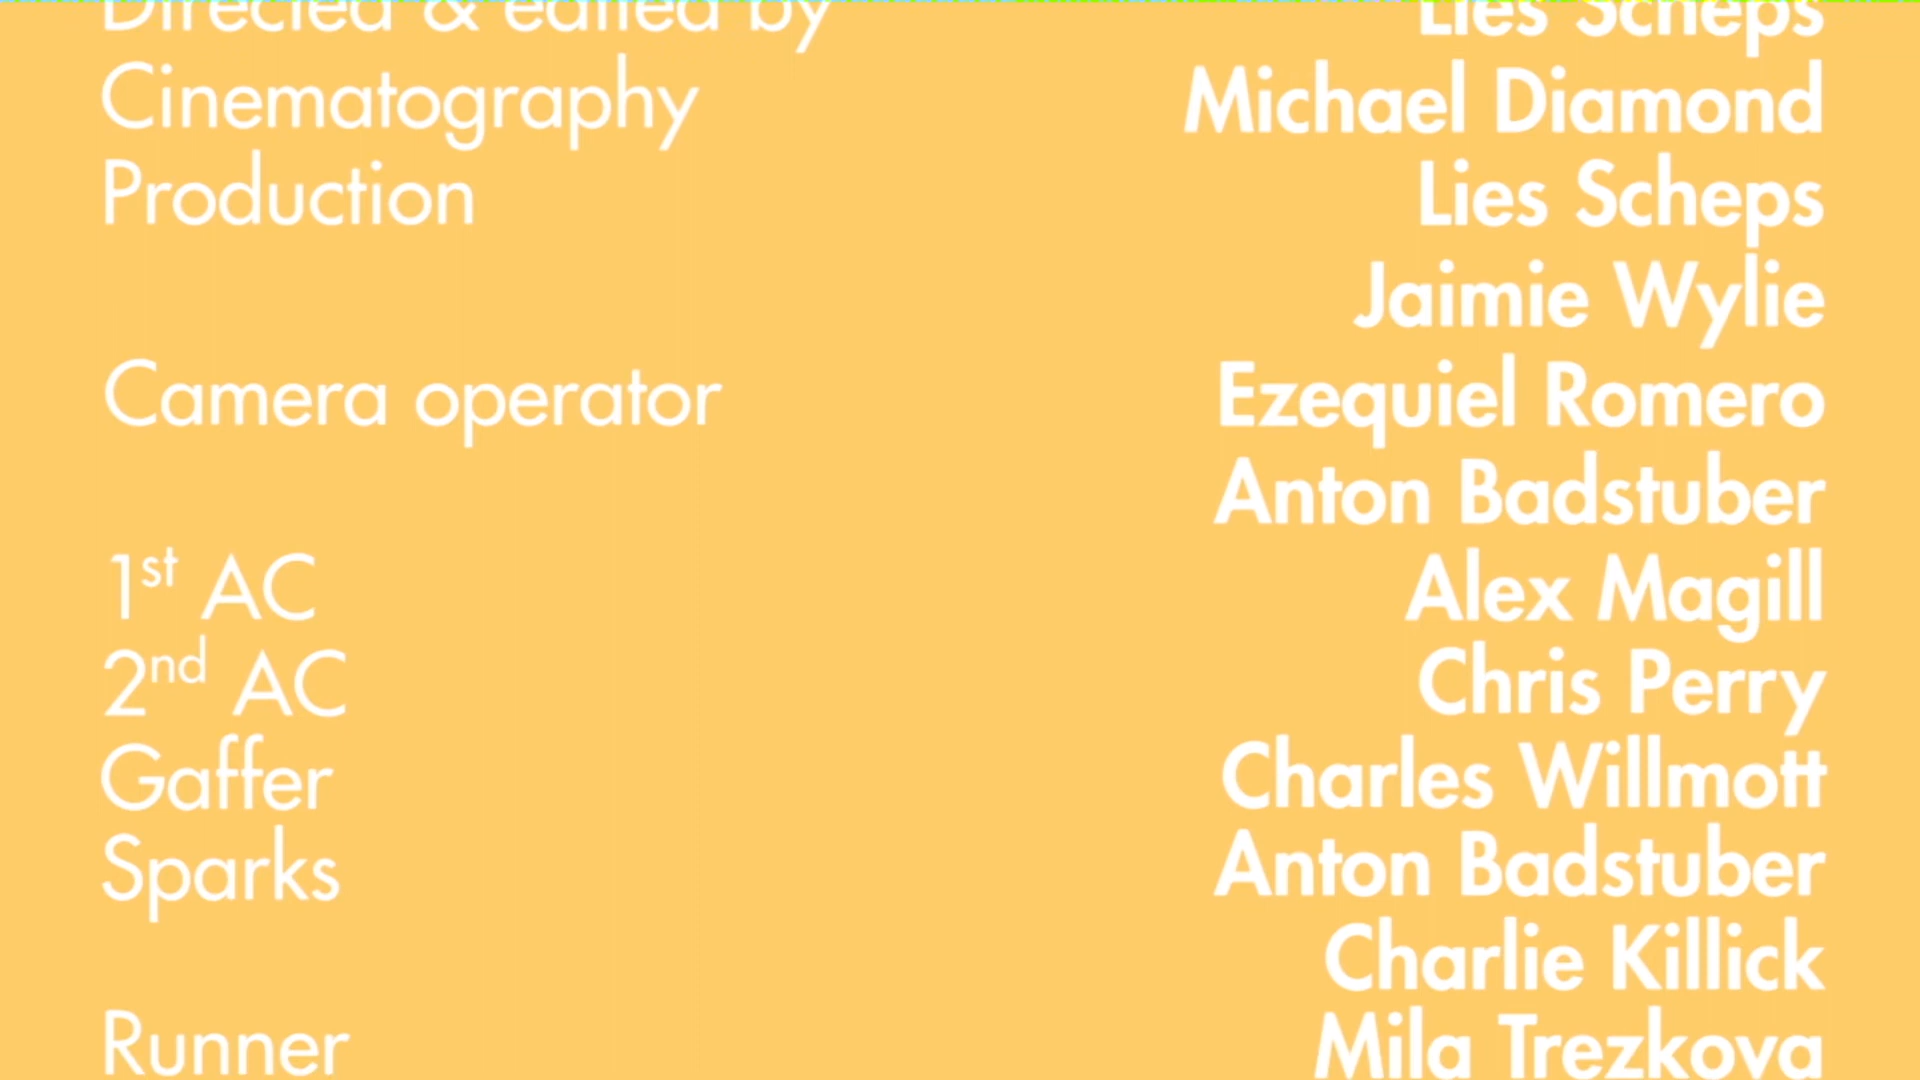 Directed & edited by Lies Scheps
Cinematography Michael Diamond
Production Lies Scheps
Jaimie Wylie
Camera operator Ezequiel Romero
Anton Badstuber
1st AC Alex Magill
2nd AC Chris Perry
Gaffer Charles Willmott
Sparks Anton Badstuber
Charlie Killick
Runner Mila Trezkova